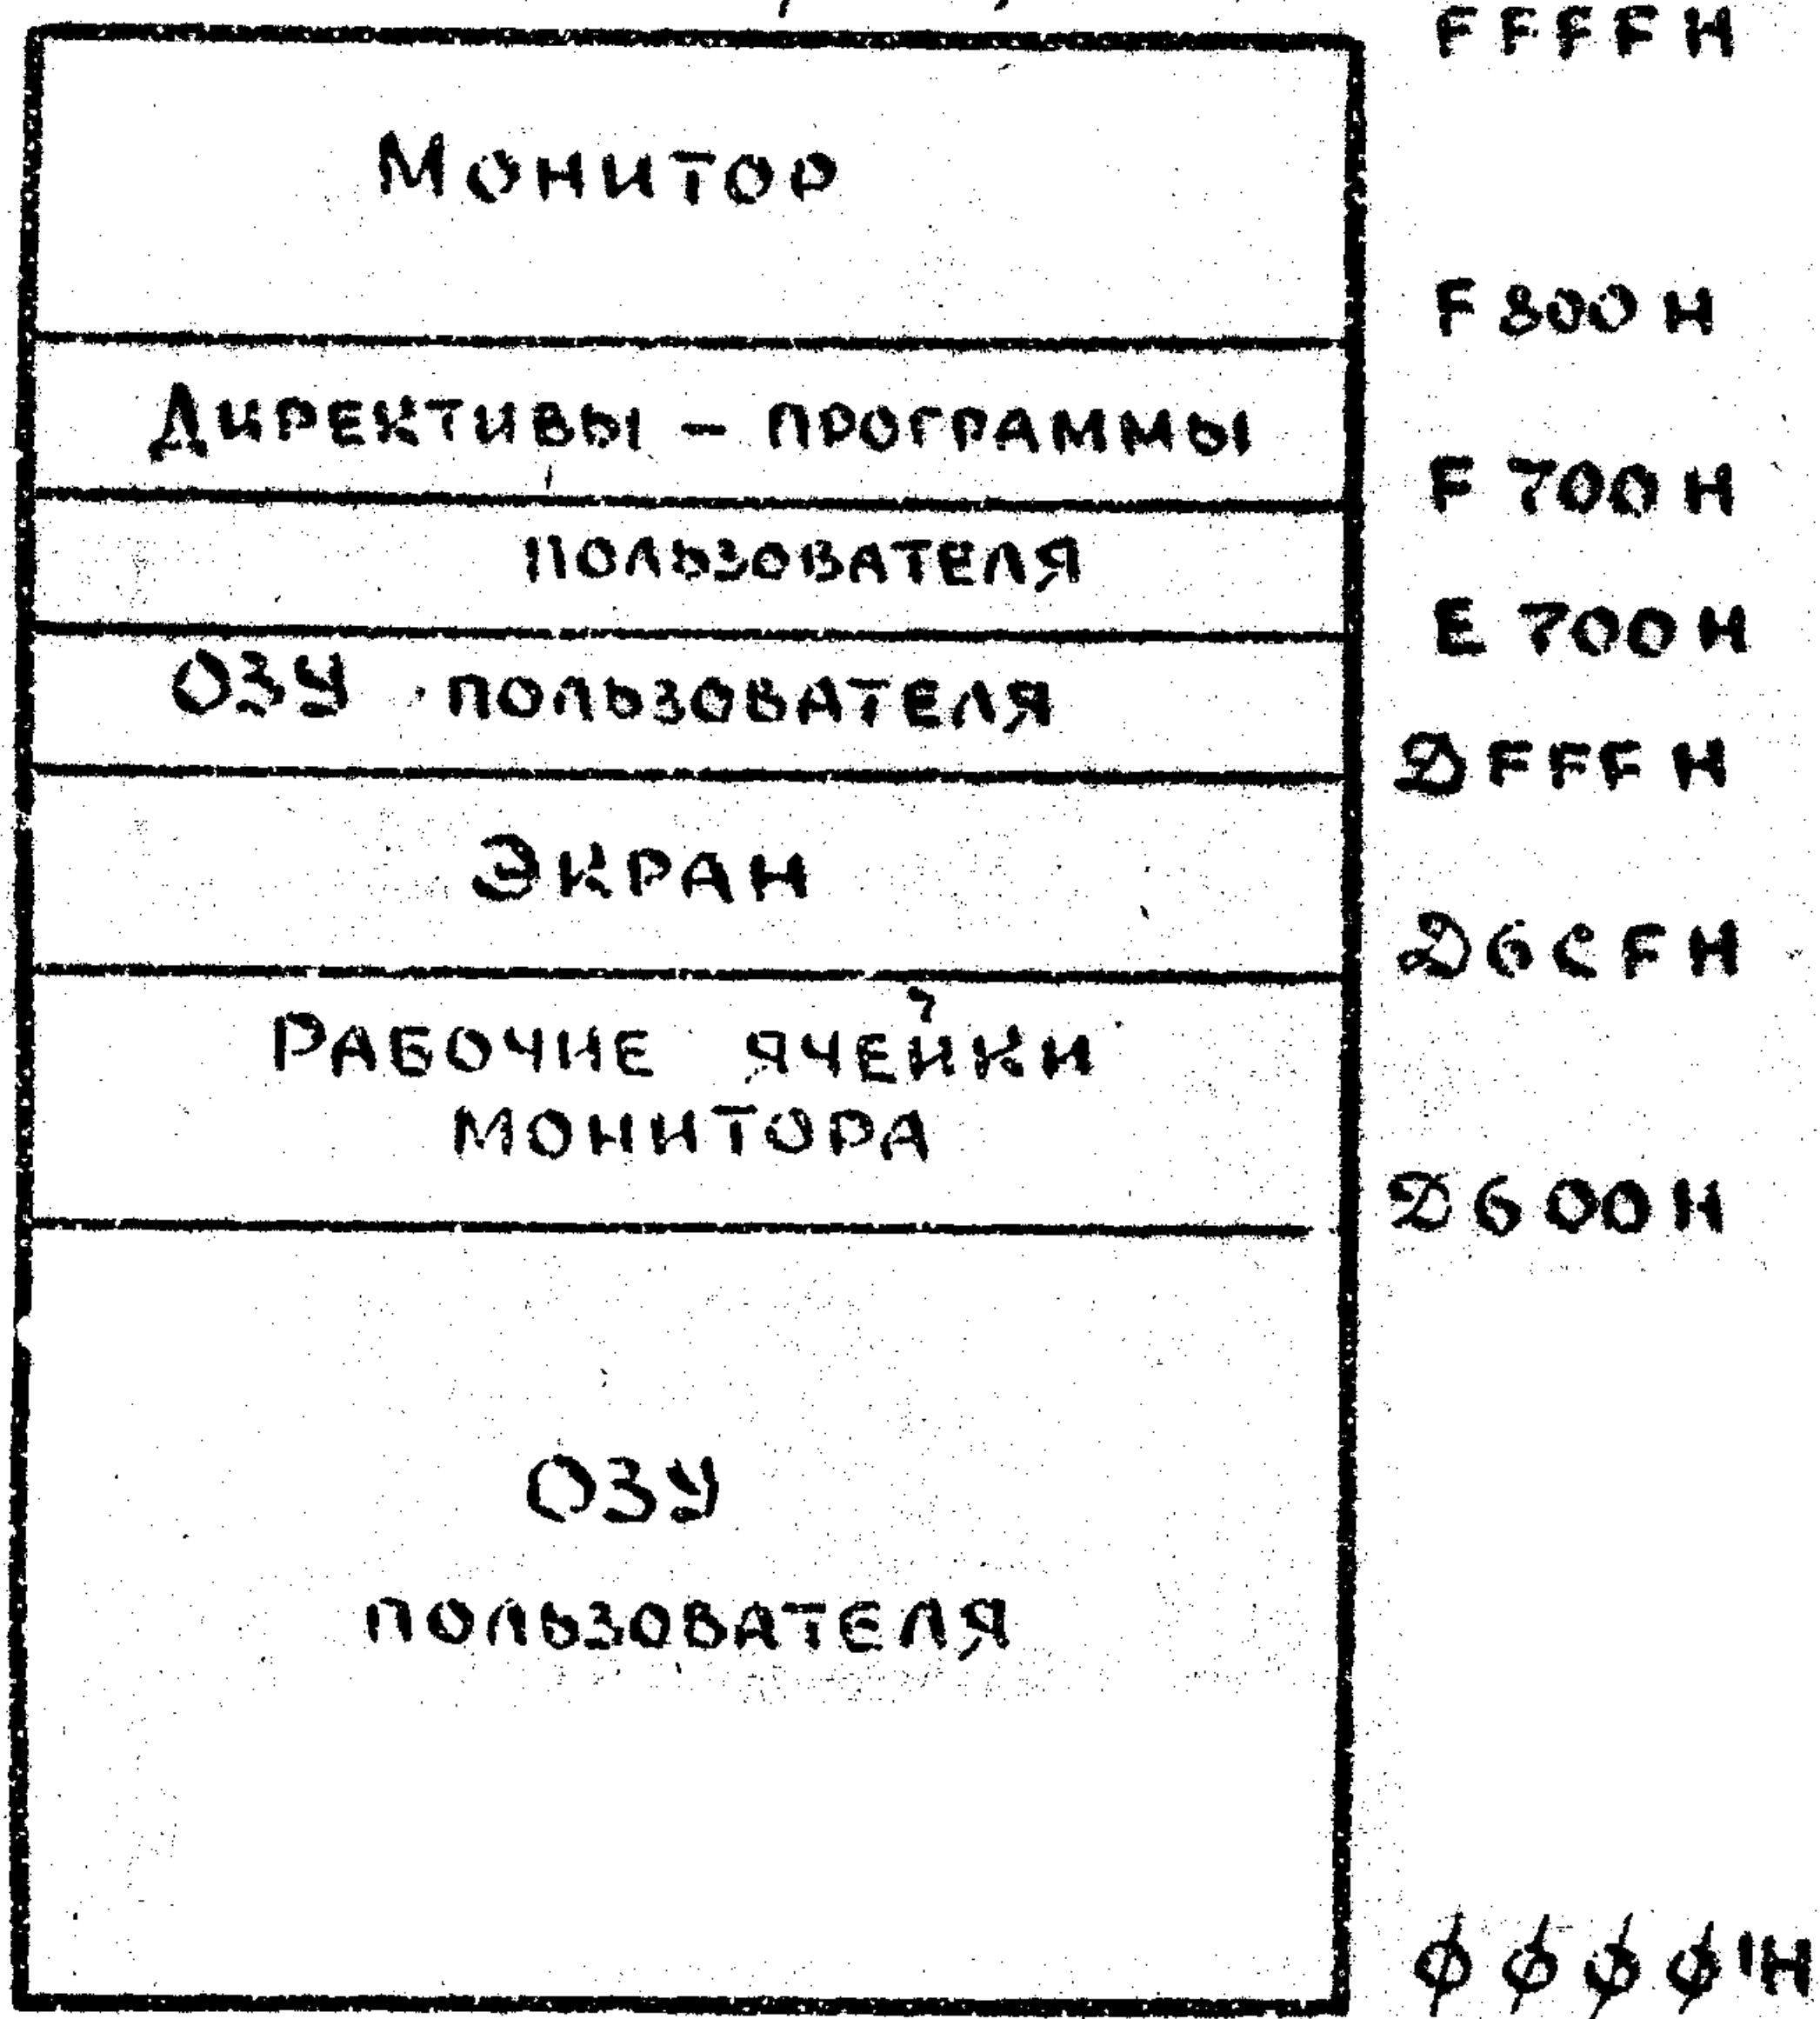 FFFFH
Монитор
F800H
Директивы - программы
F700H
пользователя
E700H
ОЗУ пользователя
DFFFH
Экран
D6CFH
Рабочие ячейки
монитора
D600H
ОЗУ
пользователя
0000H